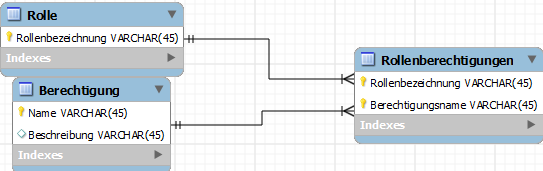 Rolle
Rollenbezeichnung VARCHAR(45)
Indexes
Berechtigung
Name VARCHAR(45)
Beschreibung VARCHAR(45)
Indexes
Rollenberechtigungen
Rollenbezeichnung VARCHAR(45)
Berechtigungsname VARCHAR(45)
Indexes